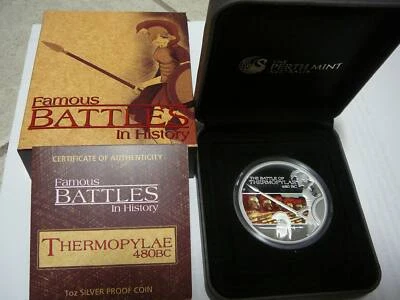 Famous
BATTLES
In History
CERTIFICATE OF AUTHENTICITY
Famous
BATTLES
In History
THERMOPYLAE
480BC
1oz SILVER PROOF COIN
THE
PERTH MINT
AUSTRALIA
THE BATTLE OF
THERMOPYLAE
480 BC